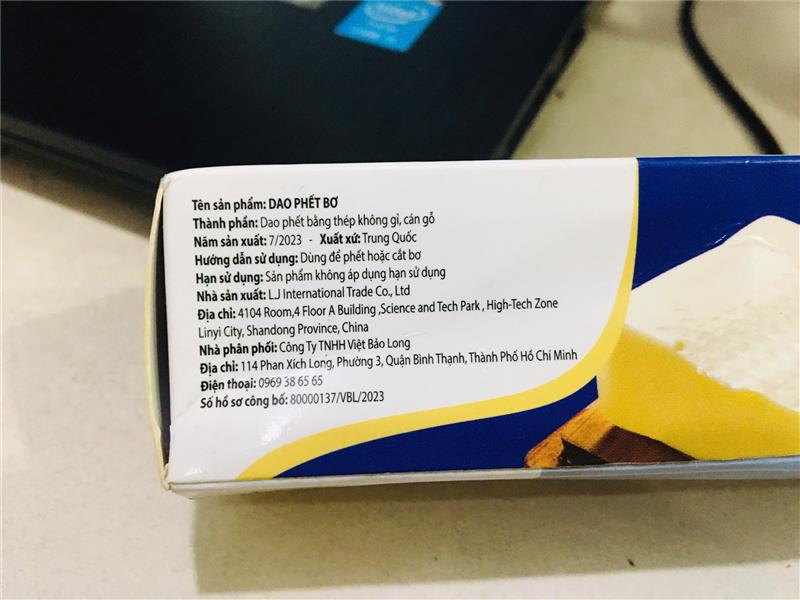 Tên sản phẩm: DAO PHẾT BƠ
Thành phần: Dao phết bằng thép không gỉ, cán gỗ
Năm sản xuất: 7/2023 - Xuất xứ: Trung Quốc
Hướng dẫn sử dụng: Dùng để phết hoặc cắt bơ
Hạn sử dụng: Sản phẩm không áp dụng hạn sử dụng
Nhà sản xuất: LJ International Trade Co., Ltd
Địa chỉ: 4104 Room,4 Floor A Building ,Science and Tech Park , High-Tech Zone
Linyi City, Shandong Province, China
Nhà phân phối: Công Ty TNHH Việt Bảo Long
Địa chỉ: 114 Phan Xích Long, Phường 3, Quận Bình Thạnh, Thành Phố Hồ Chí Minh
Điện thoại: 0969 38 65 65
Số hồ sơ công bố: 80000137/VBL/2023